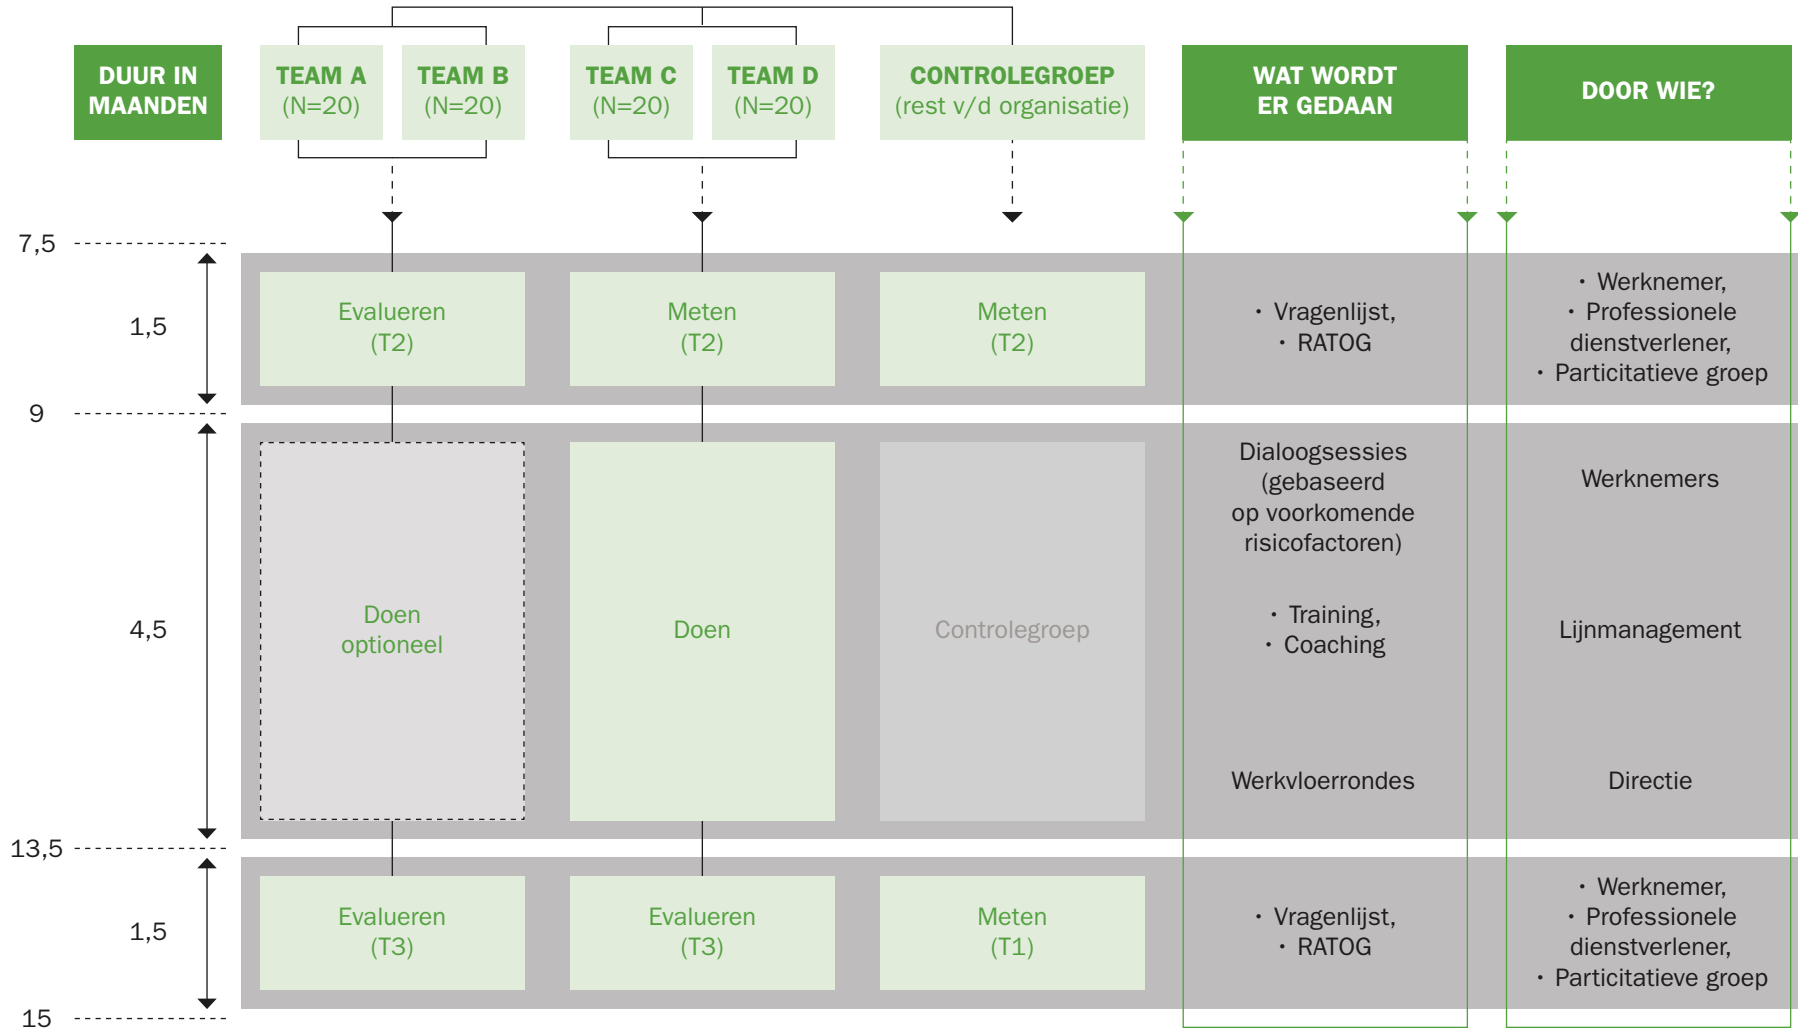 DUUR IN
MAANDEN
TEAM A
(N=20)
TEAM B
(N=20)
TEAM C
(N=20)
TEAM D
(N=20)
CONTROLEGROEP
(rest v/d organisatie)
WAT WORDT
ER GEDAAN
DOOR WIE?
7,5
1,5
Evalueren
(T2)
Meten
(T2)
Meten
(T2)
• Vragenlijst,
• RATOG
• Werknemer,
• Professionele
dienstverlener,
• Particitatieve groep
9
4,5
Doen
optioneel
Doen
Controlegroep
Dialoogsessies
(gebaseerd
op voorkomende
risicofactoren)
Werknemers
• Training,
• Coaching
Lijnmanagement
Werkvloerrondes
Directie
13,5
1,5
Evalueren
(T3)
Evalueren
(T3)
Meten
(T1)
• Vragenlijst,
• RATOG
• Werknemer,
• Professionele
dienstverlener,
• Particitatieve groep
15